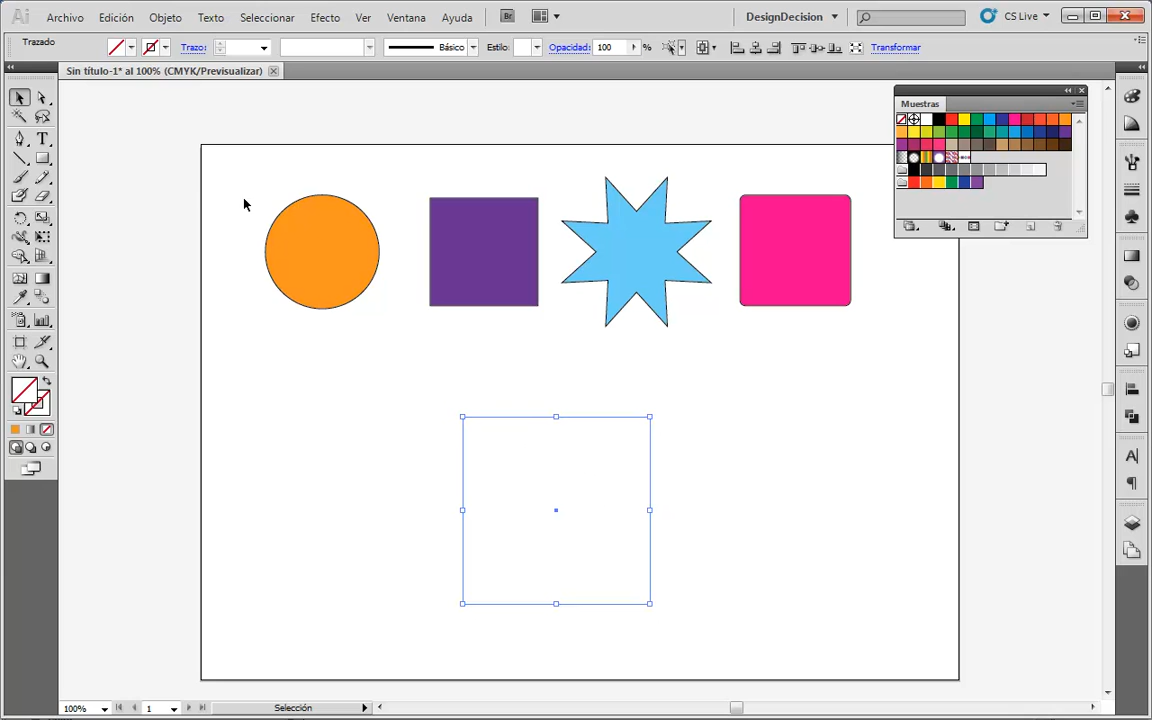 Ai Archivo Edición Objeto Texto Seleccionar Efecto Ver Ventana Ayuda Br DesignDecision CS Live
Trazado Trazo: Básico Estilo: Opacidad: 100 % Transformar
Sin título-1* al 100% (CMYK/Previsualizar)
Muestras
100% 1 Selección